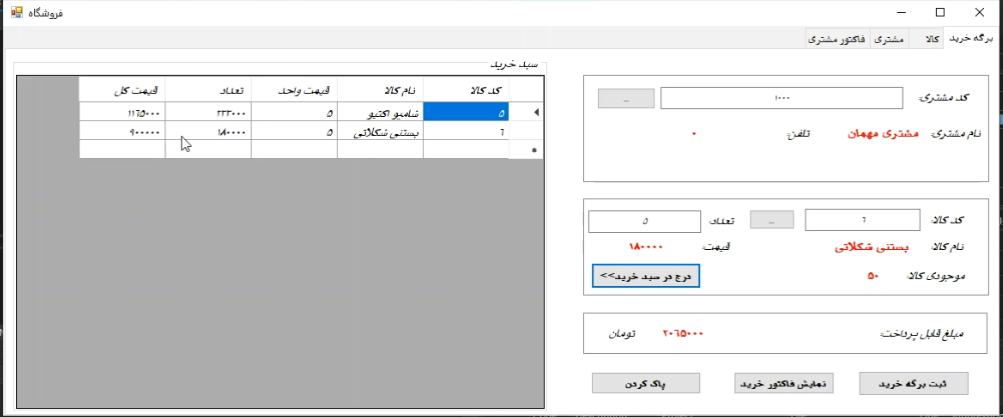 فروشگاه
برگه خرید
کالا
مشتری
فاکتور مشتری
کد مشتری:
۱۰۰۰
...
نام مشتری:
مشتری مهمان
تلفن:
۰
کد کالا:
۶
...
تعداد:
۵
نام کالا:
بستنی شکلاتی
قیمت:
۱۸۰۰۰۰
موجودی کالا:
۵۰
درج در سبد خرید>>
مبلغ قابل پرداخت:
۲۰۶۵۰۰۰
تومان
ثبت برگه خرید
نمایش فاکتور خرید
پاک کردن
سبد خرید
کد کالا نام کالا قیمت واحد تعداد قیمت کل
۵ شامپو اکتیو ۵ ۲۳۳۰۰۰ ۱۱۶۵۰۰۰
۶ بستنی شکلاتی ۵ ۱۸۰۰۰۰ ۹۰۰۰۰۰